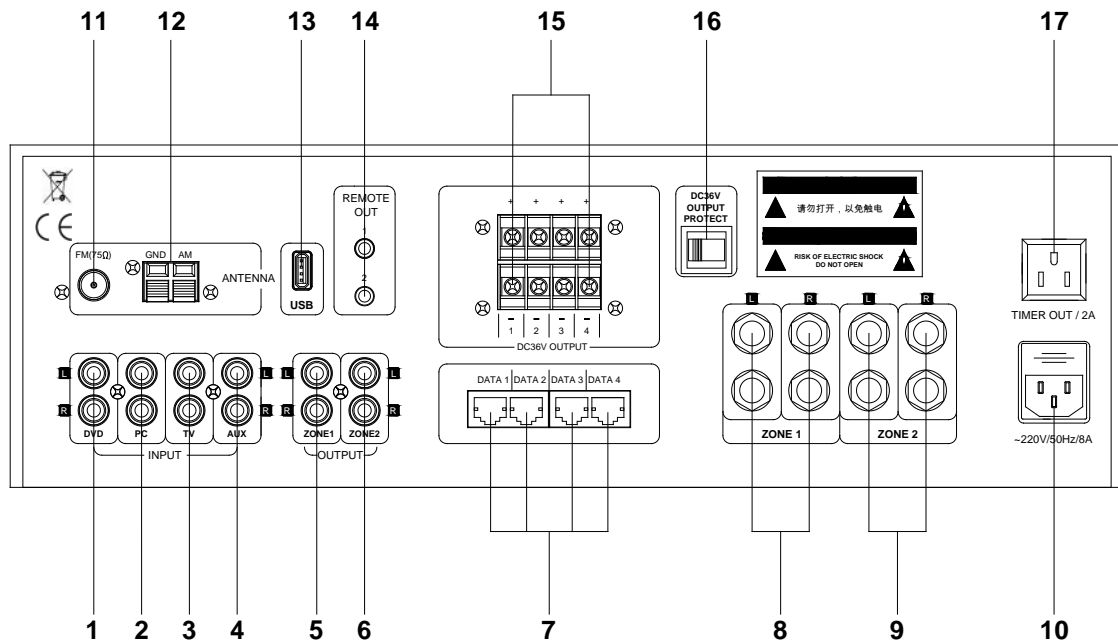 11 12 13 14 15 16 17
REMOTE
OUT
1
2
FM(75Ω)
GND AM
ANTENNA
USB
+ + + +
- - - -
1 2 3 4
DC36V OUTPUT
DC36V
OUTPUT
PROTECT
请勿打开，以免触电
RISK OF ELECTRIC SHOCK
DO NOT OPEN
TIMER OUT / 2A
L L L L
R R R R
DVD PC TV AUX
INPUT
ZONE1 ZONE2
OUTPUT
DATA 1 DATA 2 DATA 3 DATA 4
L R L R
ZONE 1 ZONE 2
~220V/50Hz/8A
1 2 3 4 5 6 7 8 9 10
CE